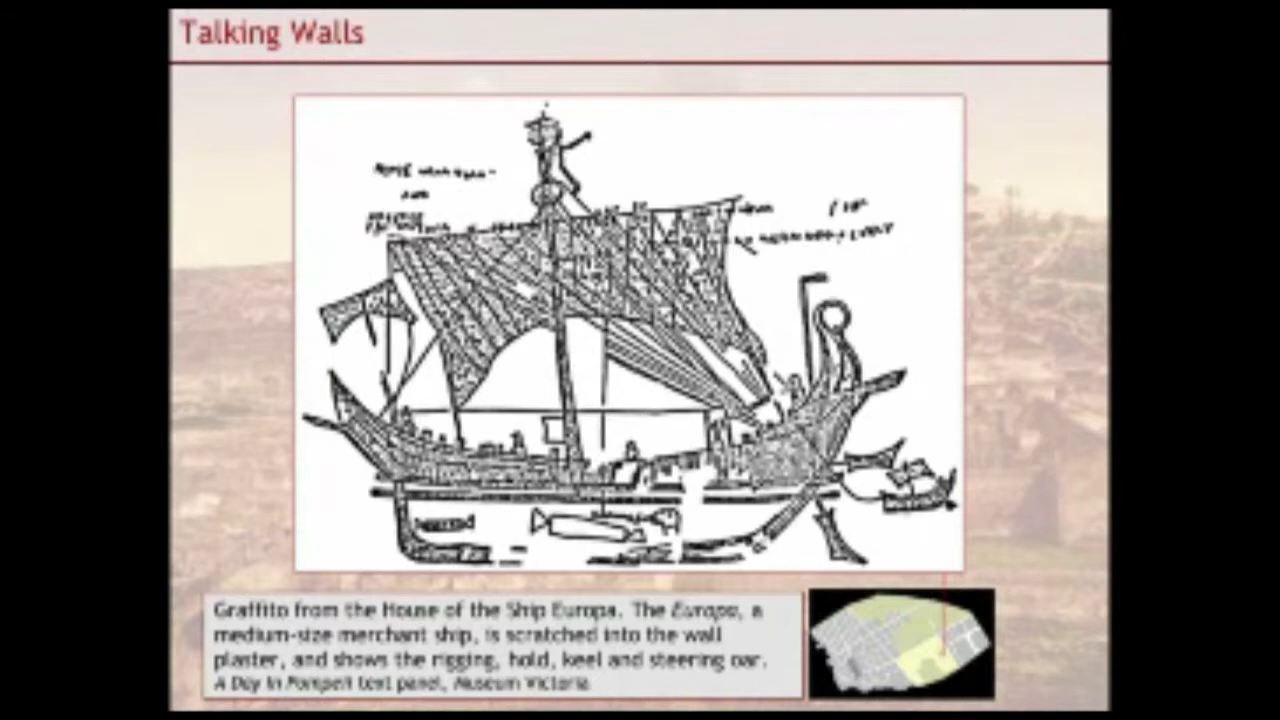 Talking Walls
Graffito from the House of the Ship Europa. The Europa, a
medium-size merchant ship, is scratched into the wall
plaster, and shows the rigging, hold, keel and steering oar.
A Day in Pompeii text panel, Museum Victoria